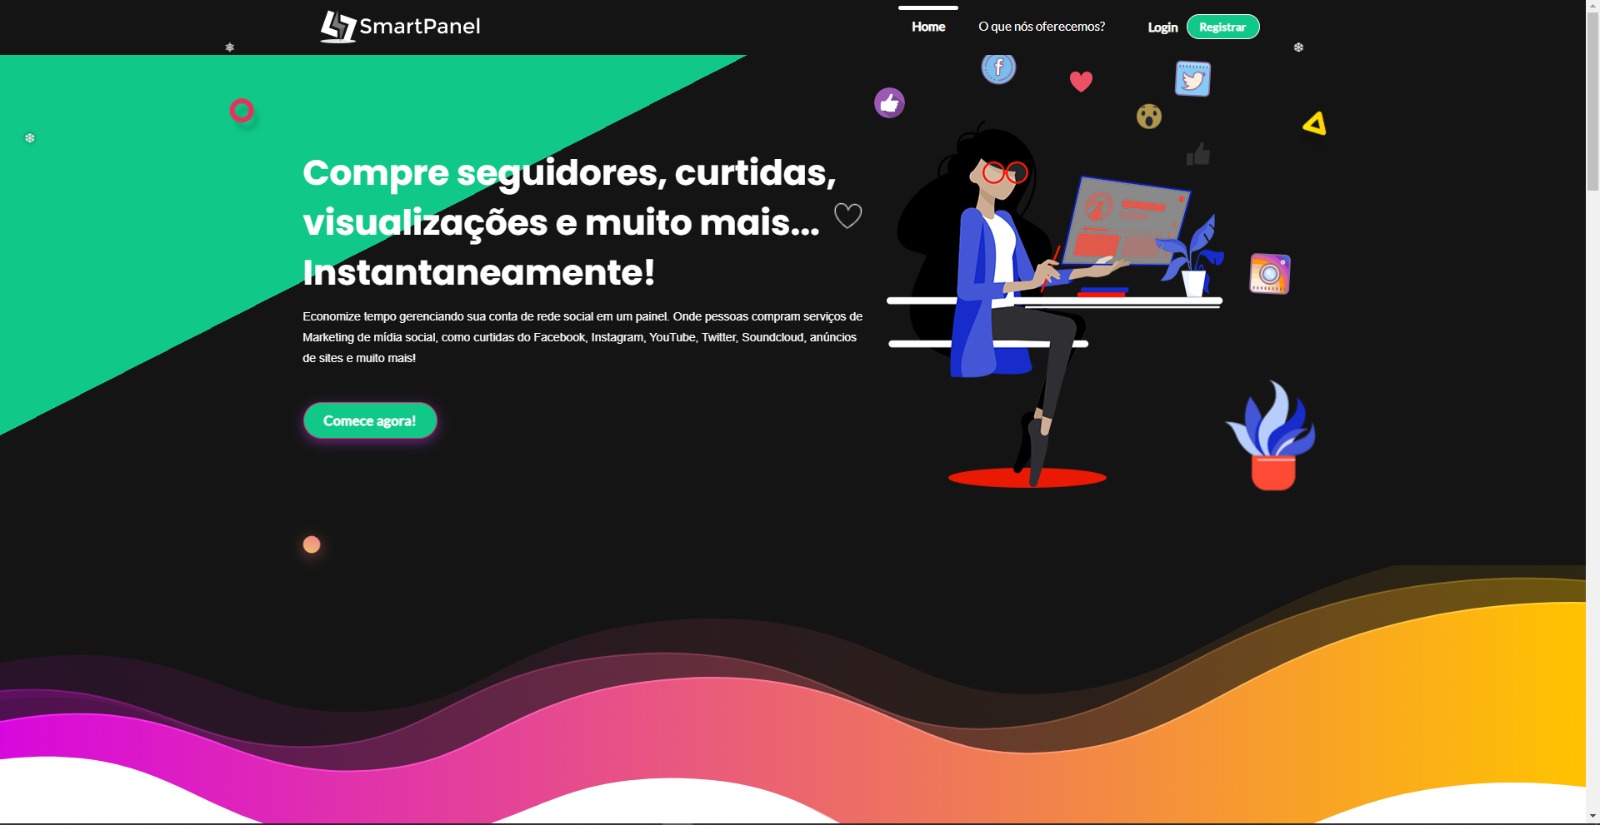 SmartPanel
Home
O que nós oferecemos?
Login
Registrar
Compre seguidores, curtidas,
visualizações e muito mais...
Instantaneamente!
Economize tempo gerenciando sua conta de rede social em um painel. Onde pessoas compram serviços de
Marketing de mídia social, como curtidas do Facebook, Instagram, YouTube, Twitter, Soundcloud, anúncios
de sites e muito mais!
Comece agora!